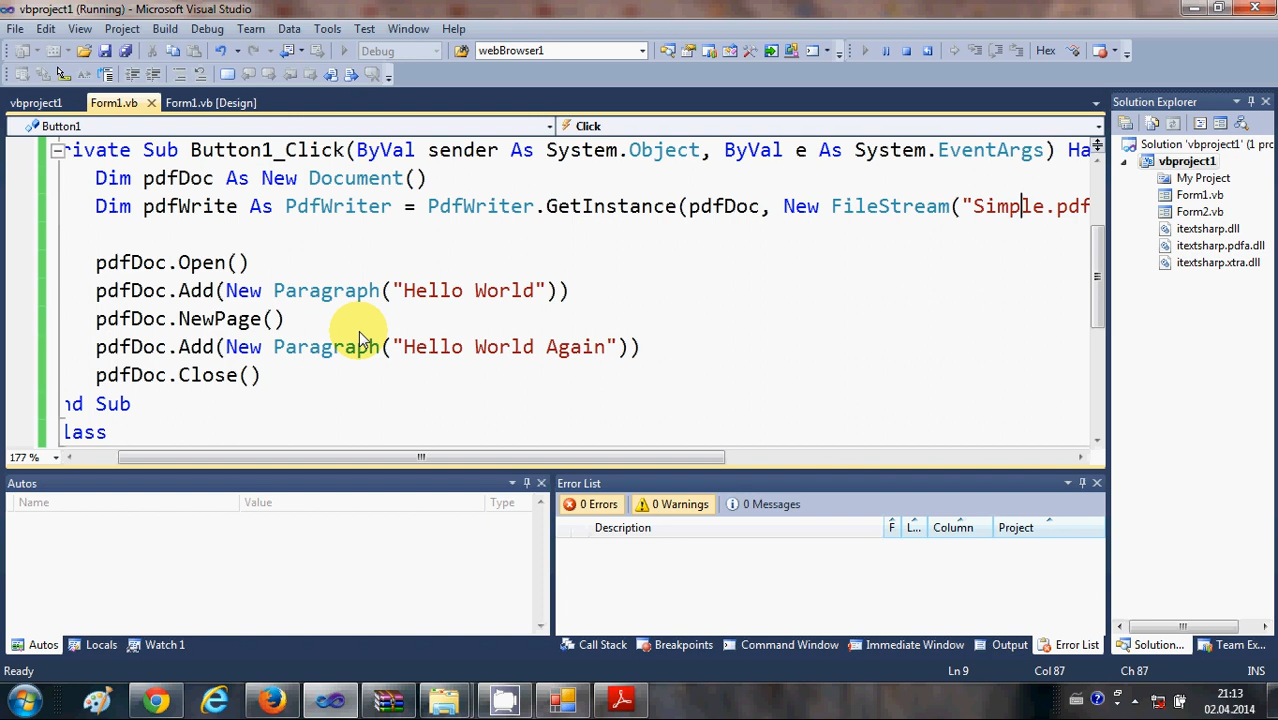 vbproject1 (Running) - Microsoft Visual Studio
File Edit View Project Build Debug Team Data Tools Test Window Help
Debug webBrowser1 Hex
vbproject1 Form1.vb Form1.vb [Design]
Button1 Click
rivate Sub Button1_Click(ByVal sender As System.Object, ByVal e As System.EventArgs) Ha
Dim pdfDoc As New Document()
Dim pdfWrite As PdfWriter = PdfWriter.GetInstance(pdfDoc, New FileStream("Simple.pdf
pdfDoc.Open()
pdfDoc.Add(New Paragraph("Hello World"))
pdfDoc.NewPage()
pdfDoc.Add(New Paragraph("Hello World Again"))
pdfDoc.Close()
nd Sub
lass
177 %
Solution Explorer
Solution 'vbproject1' (1 pro
vbproject1
My Project
Form1.vb
Form2.vb
itextsharp.dll
itextsharp.pdfa.dll
itextsharp.xtra.dll
Autos
Name Value Type
Error List
0 Errors 0 Warnings 0 Messages
Description F L... Column Project
Autos Locals Watch 1
Call Stack Breakpoints Command Window Immediate Window Output Error List
Solution... Team Ex...
Ready Ln 9 Col 87 Ch 87 INS
21:13
02.04.2014